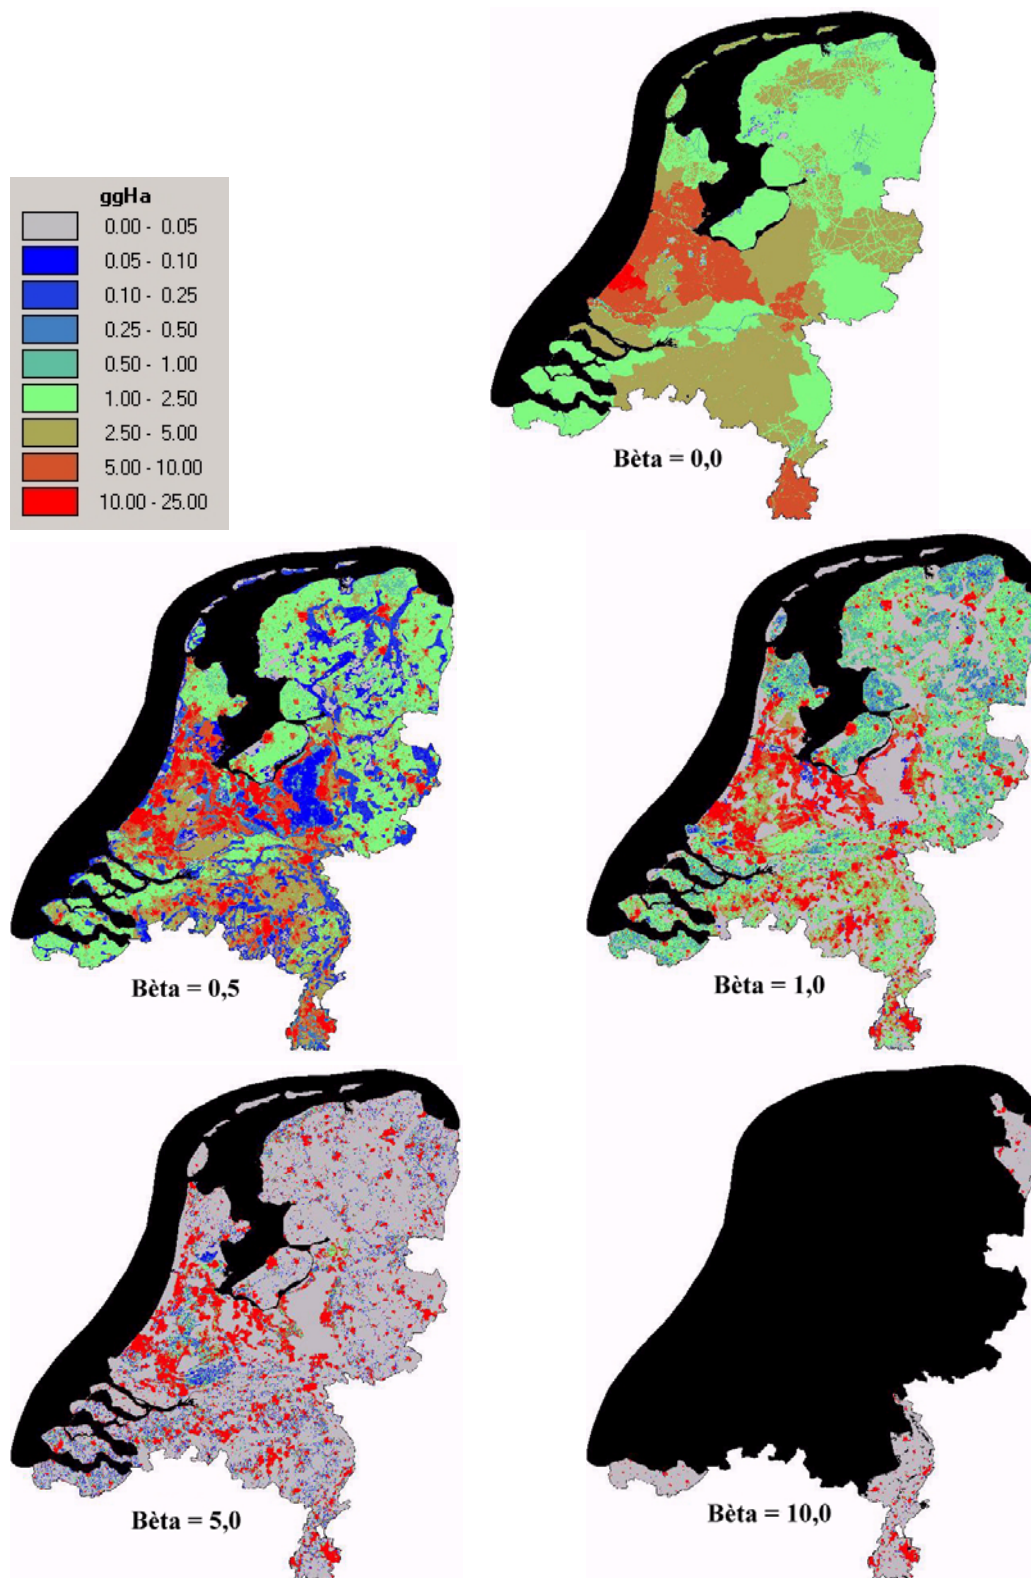 ggHa
0.00 - 0.05
0.05 - 0.10
0.10 - 0.25
0.25 - 0.50
0.50 - 1.00
1.00 - 2.50
2.50 - 5.00
5.00 - 10.00
10.00 - 25.00
Bèta = 0,0
Bèta = 0,5
Bèta = 1,0
Bèta = 5,0
Bèta = 10,0